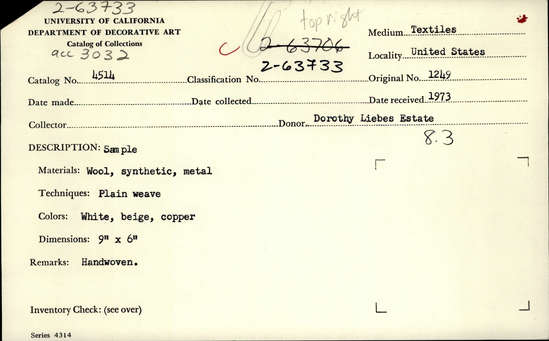 2-63733
UNIVERSITY OF CALIFORNIA
DEPARTMENT OF DECORATIVE ART
Catalog of Collections
acc 3032
top right
c 2-63706
2-63733
Medium Textiles
Locality United States
Catalog No. 4514 Classification No. Original No. 1249
Date made Date collected Date received 1973
Collector Donor Dorothy Liebes Estate
8.3
DESCRIPTION: Sample
Materials: Wool, synthetic, metal
Techniques: Plain weave
Colors: White, beige, copper
Dimensions: 9" x 6"
Remarks: Handwoven.
Inventory Check: (see over)
Series 4314